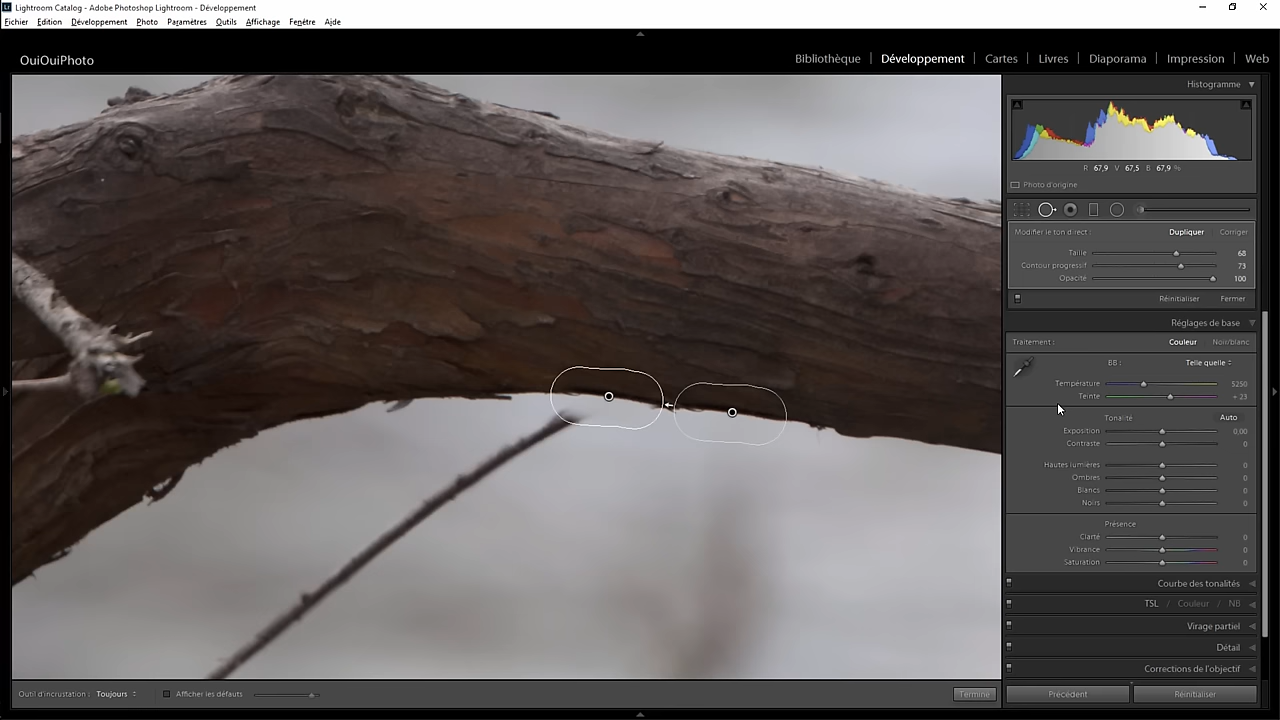 Lightroom Catalog - Adobe Photoshop Lightroom - Développement
Fichier Edition Développement Photo Paramètres Outils Affichage Fenêtre Aide
OuiOuiPhoto
Bibliothèque | Développement | Cartes | Livres | Diaporama | Impression | Web
Histogramme
R 67,9 V 67,5 B 67,9 %
Photo d'origine
Modifier le ton direct : Dupliquer Corriger
Taille 68
Contour progressif 73
Opacité 100
Réinitialiser Fermer
Réglages de base
Traitement : Couleur Noir/blanc
BB : Telle quelle
Température 5250
Teinte + 23
Tonalité Auto
Exposition 0,00
Contraste 0
Hautes lumières 0
Ombres 0
Blancs 0
Noirs 0
Présence
Clarté 0
Vibrance 0
Saturation 0
Courbe des tonalités
TSL / Couleur / NB
Virage partiel
Détail
Corrections de l'objectif
Outil d'incrustation : Toujours Afficher les défauts Terminé
Précédent Réinitialiser